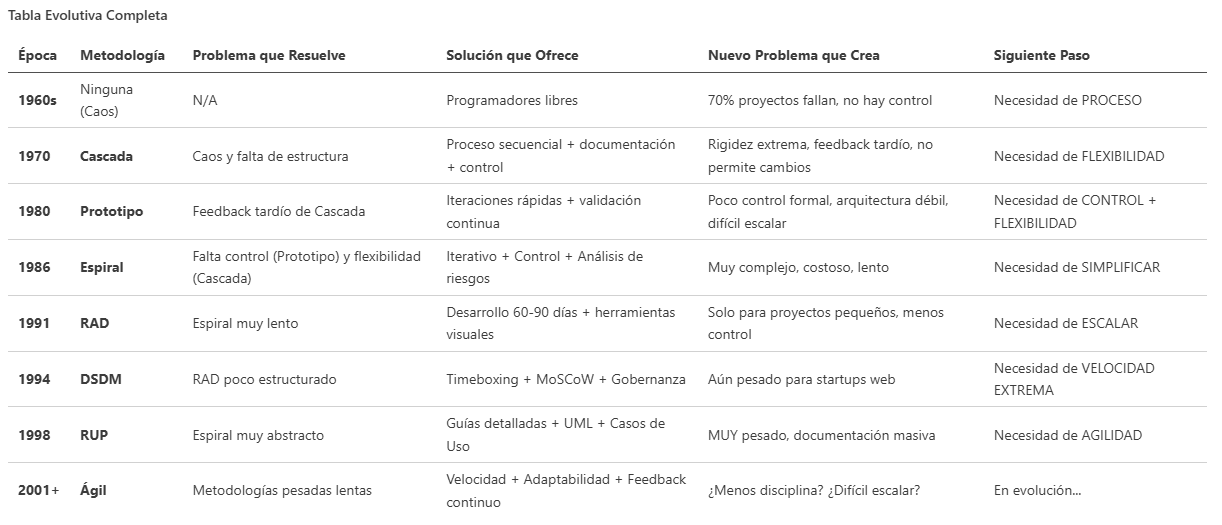 Tabla Evolutiva Completa
Época Metodología Problema que Resuelve Solución que Ofrece Nuevo Problema que Crea Siguiente Paso
1960s Ninguna (Caos) N/A Programadores libres 70% proyectos fallan, no hay control Necesidad de PROCESO
1970 Cascada Caos y falta de estructura Proceso secuencial + documentación + control Rigidez extrema, feedback tardío, no permite cambios Necesidad de FLEXIBILIDAD
1980 Prototipo Feedback tardío de Cascada Iteraciones rápidas + validación continua Poco control formal, arquitectura débil, difícil escalar Necesidad de CONTROL + FLEXIBILIDAD
1986 Espiral Falta control (Prototipo) y flexibilidad (Cascada) Iterativo + Control + Análisis de riesgos Muy complejo, costoso, lento Necesidad de SIMPLIFICAR
1991 RAD Espiral muy lento Desarrollo 60-90 días + herramientas visuales Solo para proyectos pequeños, menos control Necesidad de ESCALAR
1994 DSDM RAD poco estructurado Timeboxing + MoSCoW + Gobernanza Aún pesado para startups web Necesidad de VELOCIDAD EXTREMA
1998 RUP Espiral muy abstracto Guías detalladas + UML + Casos de Uso MUY pesado, documentación masiva Necesidad de AGILIDAD
2001+ Ágil Metodologías pesadas lentas Velocidad + Adaptabilidad + Feedback continuo ¿Menos disciplina? ¿Difícil escalar? En evolución...